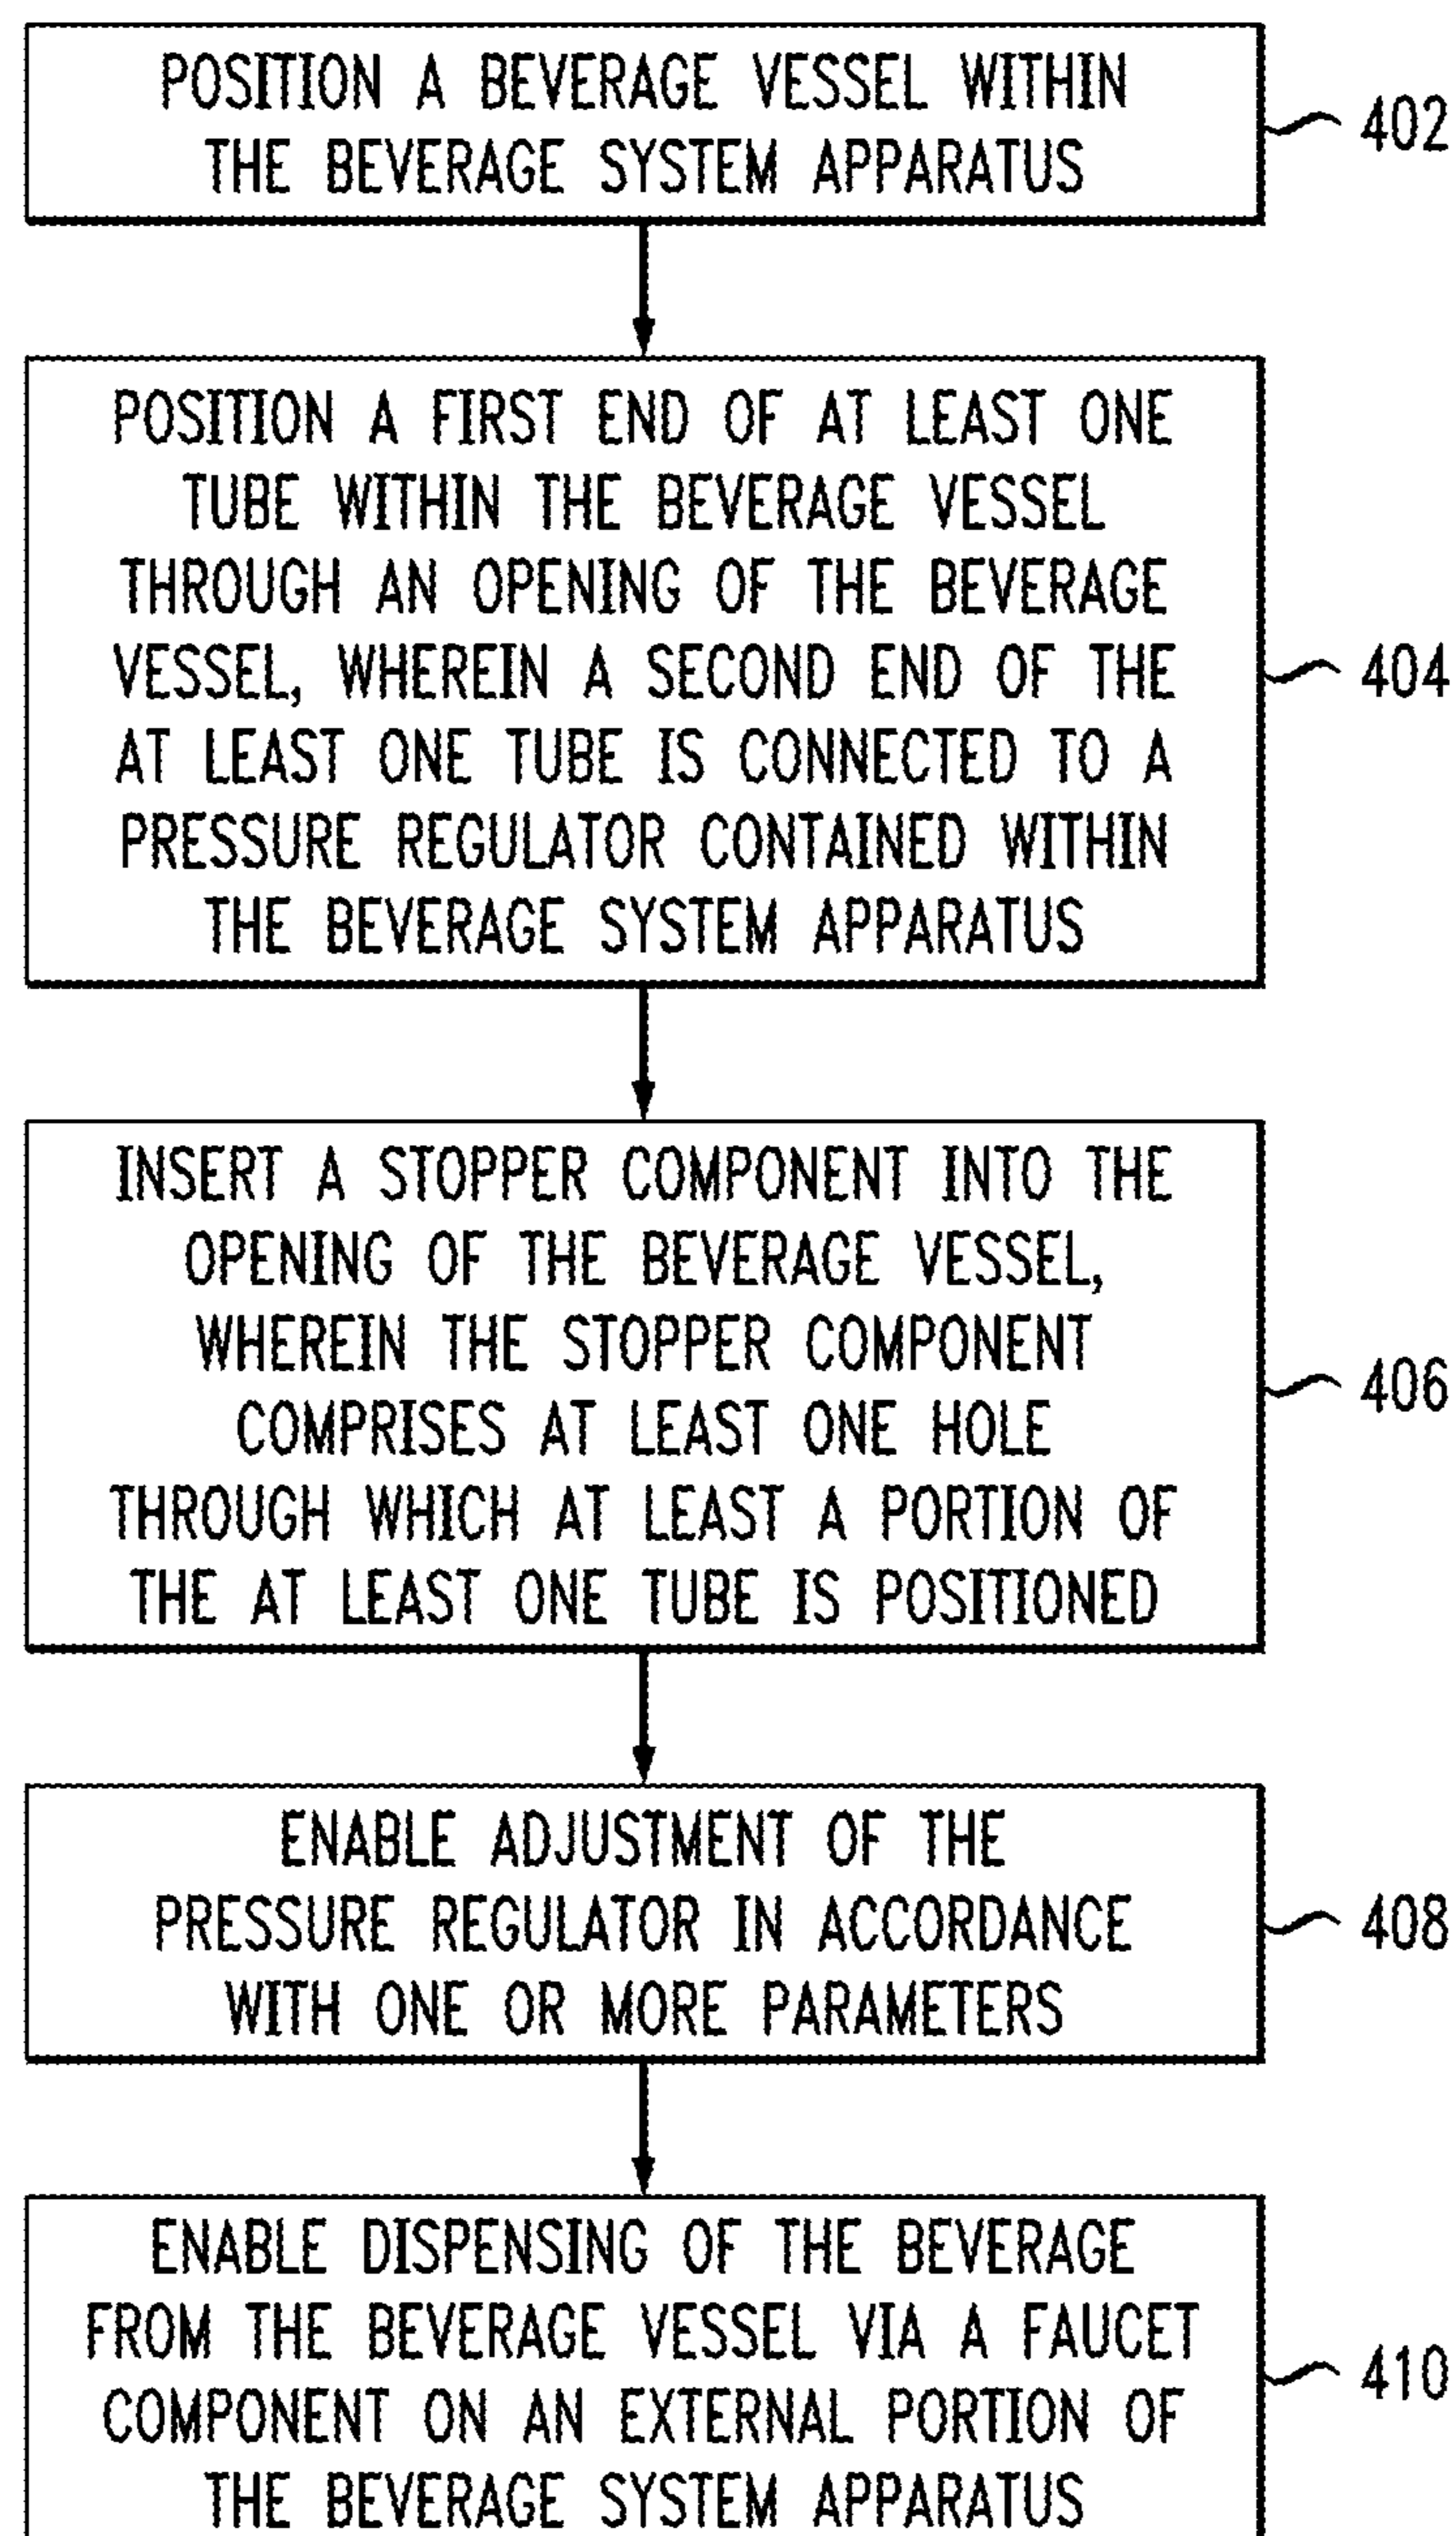 POSITION A BEVERAGE VESSEL WITHIN
THE BEVERAGE SYSTEM APPARATUS
402
POSITION A FIRST END OF AT LEAST ONE
TUBE WITHIN THE BEVERAGE VESSEL
THROUGH AN OPENING OF THE BEVERAGE
VESSEL, WHEREIN A SECOND END OF THE
AT LEAST ONE TUBE IS CONNECTED TO A
PRESSURE REGULATOR CONTAINED WITHIN
THE BEVERAGE SYSTEM APPARATUS
404
INSERT A STOPPER COMPONENT INTO THE
OPENING OF THE BEVERAGE VESSEL,
WHEREIN THE STOPPER COMPONENT
COMPRISES AT LEAST ONE HOLE
THROUGH WHICH AT LEAST A PORTION OF
THE AT LEAST ONE TUBE IS POSITIONED
406
ENABLE ADJUSTMENT OF THE
PRESSURE REGULATOR IN ACCORDANCE
WITH ONE OR MORE PARAMETERS
408
ENABLE DISPENSING OF THE BEVERAGE
FROM THE BEVERAGE VESSEL VIA A FAUCET
COMPONENT ON AN EXTERNAL PORTION OF
THE BEVERAGE SYSTEM APPARATUS
410